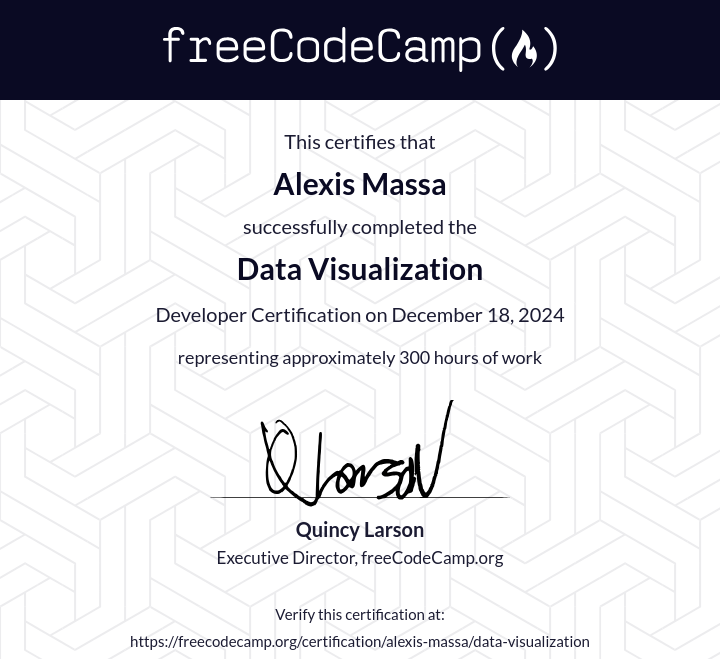 freeCodeCamp
This certifies that
Alexis Massa
successfully completed the
Data Visualization
Developer Certification on December 18, 2024
representing approximately 300 hours of work
QLarson
Quincy Larson
Executive Director, freeCodeCamp.org
Verify this certification at:
https://freecodecamp.org/certification/alexis-massa/data-visualization